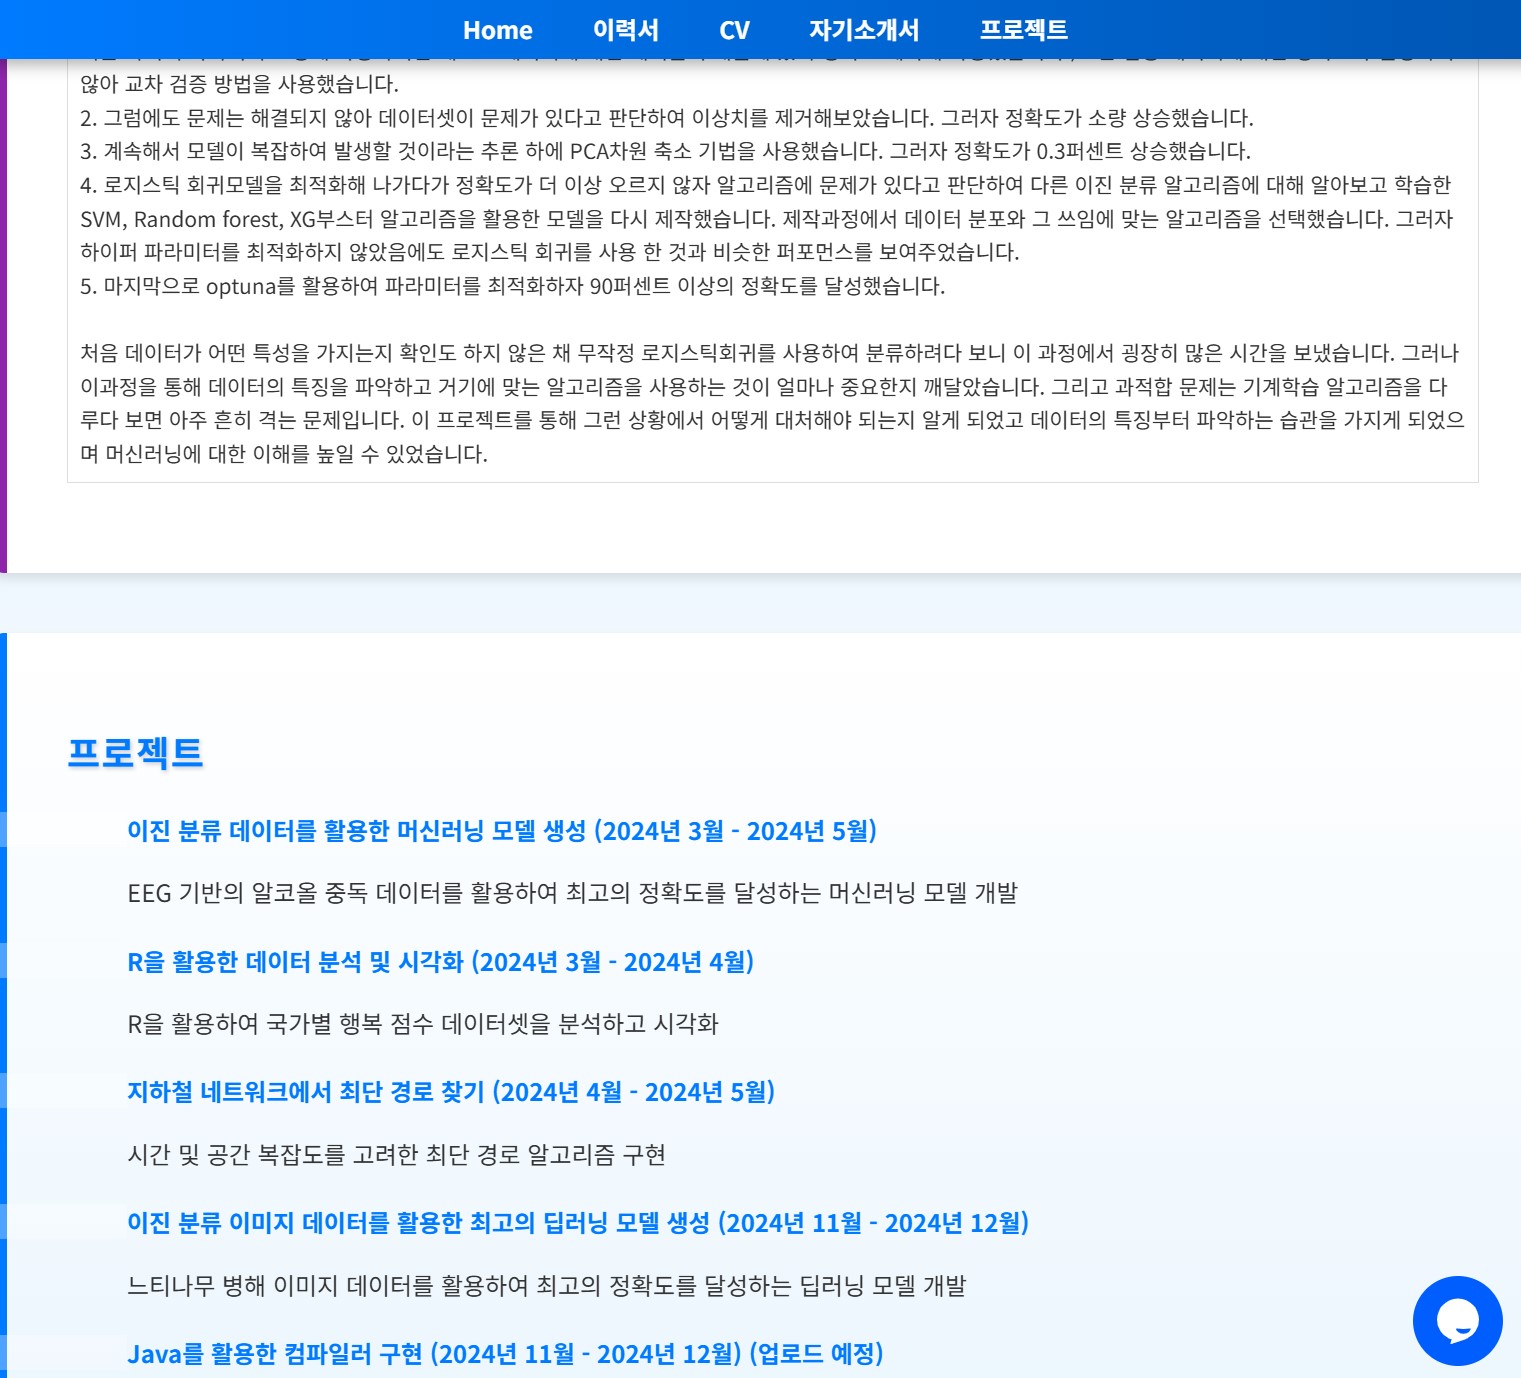 Home 이력서 CV 자기소개서 프로젝트
않아 교차 검증 방법을 사용했습니다.
2. 그럼에도 문제는 해결되지 않아 데이터셋이 문제가 있다고 판단하여 이상치를 제거해보았습니다. 그러자 정확도가 소량 상승했습니다.
3. 계속해서 모델이 복잡하여 발생할 것이라는 추론 하에 PCA차원 축소 기법을 사용했습니다. 그러자 정확도가 0.3퍼센트 상승했습니다.
4. 로지스틱 회귀모델을 최적화해 나가다가 정확도가 더 이상 오르지 않자 알고리즘에 문제가 있다고 판단하여 다른 이진 분류 알고리즘에 대해 알아보고 학습한
SVM, Random forest, XG부스터 알고리즘을 활용한 모델을 다시 제작했습니다. 제작과정에서 데이터 분포와 그 쓰임에 맞는 알고리즘을 선택했습니다. 그러자
하이퍼 파라미터를 최적화하지 않았음에도 로지스틱 회귀를 사용 한 것과 비슷한 퍼포먼스를 보여주었습니다.
5. 마지막으로 optuna를 활용하여 파라미터를 최적화하자 90퍼센트 이상의 정확도를 달성했습니다.
처음 데이터가 어떤 특성을 가지는지 확인도 하지 않은 채 무작정 로지스틱회귀를 사용하여 분류하려다 보니 이 과정에서 굉장히 많은 시간을 보냈습니다. 그러나
이과정을 통해 데이터의 특징을 파악하고 거기에 맞는 알고리즘을 사용하는 것이 얼마나 중요한지 깨달았습니다. 그리고 과적합 문제는 기계학습 알고리즘을 다
루다 보면 아주 흔히 격는 문제입니다. 이 프로젝트를 통해 그런 상황에서 어떻게 대처해야 되는지 알게 되었고 데이터의 특징부터 파악하는 습관을 가지게 되었으
며 머신러닝에 대한 이해를 높일 수 있었습니다.
프로젝트
이진 분류 데이터를 활용한 머신러닝 모델 생성 (2024년 3월 - 2024년 5월)
EEG 기반의 알코올 중독 데이터를 활용하여 최고의 정확도를 달성하는 머신러닝 모델 개발
R을 활용한 데이터 분석 및 시각화 (2024년 3월 - 2024년 4월)
R을 활용하여 국가별 행복 점수 데이터셋을 분석하고 시각화
지하철 네트워크에서 최단 경로 찾기 (2024년 4월 - 2024년 5월)
시간 및 공간 복잡도를 고려한 최단 경로 알고리즘 구현
이진 분류 이미지 데이터를 활용한 최고의 딥러닝 모델 생성 (2024년 11월 - 2024년 12월)
느티나무 병해 이미지 데이터를 활용하여 최고의 정확도를 달성하는 딥러닝 모델 개발
Java를 활용한 컴파일러 구현 (2024년 11월 - 2024년 12월) (업로드 예정)